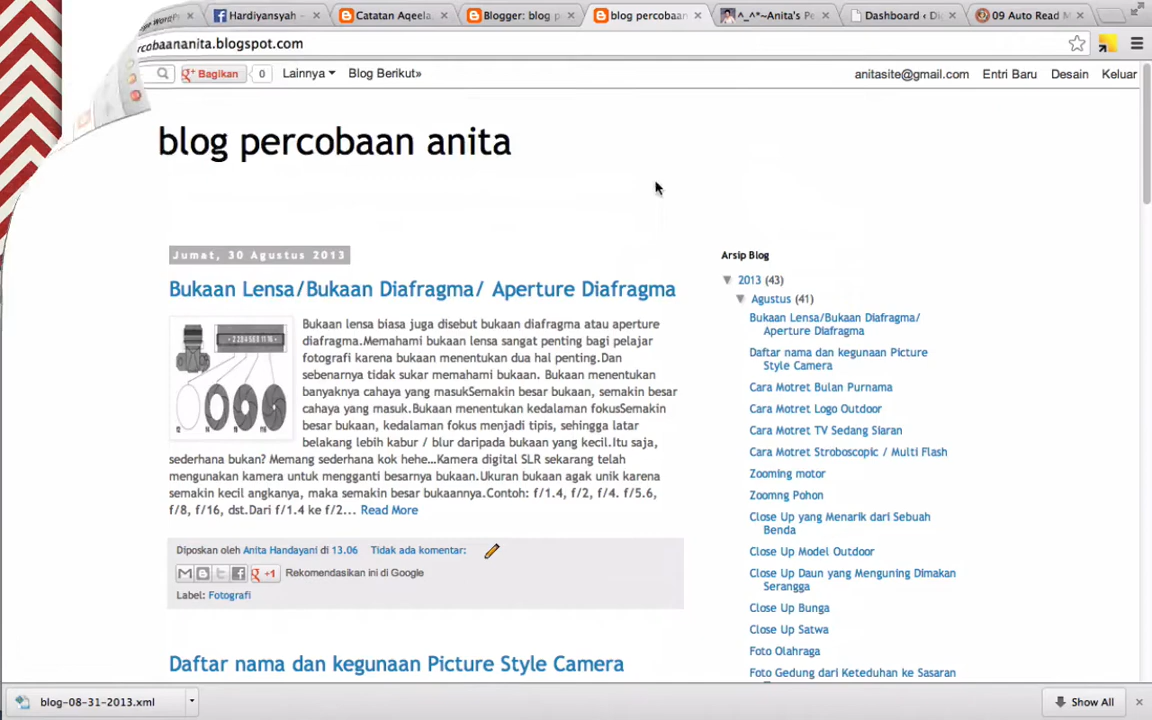 Hardiyansyah -
Catatan Aqeela,
Blogger: blog p
blog percobaan
^_^*~Anita's P
Dashboard ‹ D
09 Auto Read M
rcobaananita.blogspot.com
Bagikan 0 Lainnya Blog Berikut» anitasite@gmail.com Entri Baru Desain Keluar
blog percobaan anita
Jumat, 30 Agustus 2013
Bukaan Lensa/Bukaan Diafragma/ Aperture Diafragma
Bukaan lensa biasa juga disebut bukaan diafragma atau aperture
diafragma.Memahami bukaan lensa sangat penting bagi pelajar
fotografi karena bukaan menentukan dua hal penting.Dan
sebenarnya tidak sukar memahami bukaan. Bukaan menentukan
banyaknya cahaya yang masukSemakin besar bukaan, semakin besar
cahaya yang masuk.Bukaan menentukan kedalaman fokusSemakin
besar bukaan, kedalaman fokus menjadi tipis, sehingga latar
belakang lebih kabur / blur daripada bukaan yang kecil.Itu saja,
sederhana bukan? Memang sederhana kok hehe…Kamera digital SLR sekarang telah
mengunakan kamera untuk mengganti besarnya bukaan.Ukuran bukaan agak unik karena
semakin kecil angkanya, maka semakin besar bukaannya.Contoh: f/1.4, f/2, f/4. f/5.6,
f/8, f/16, dst.Dari f/1.4 ke f/2... Read More
Diposkan oleh Anita Handayani di 13.06 Tidak ada komentar:
+1 Rekomendasikan ini di Google
Label: Fotografi
Daftar nama dan kegunaan Picture Style Camera
Arsip Blog
▼ 2013 (43)
▼ Agustus (41)
Bukaan Lensa/Bukaan Diafragma/
Aperture Diafragma
Daftar nama dan kegunaan Picture
Style Camera
Cara Motret Bulan Purnama
Cara Motret Logo Outdoor
Cara Motret TV Sedang Siaran
Cara Motret Stroboscopic / Multi Flash
Zooming motor
Zoomng Pohon
Close Up yang Menarik dari Sebuah
Benda
Close Up Model Outdoor
Close Up Daun yang Menguning Dimakan
Serangga
Close Up Bunga
Close Up Satwa
Foto Olahraga
Foto Gedung dari Keteduhan ke Sasaran
blog-08-31-2013.xml
Show All